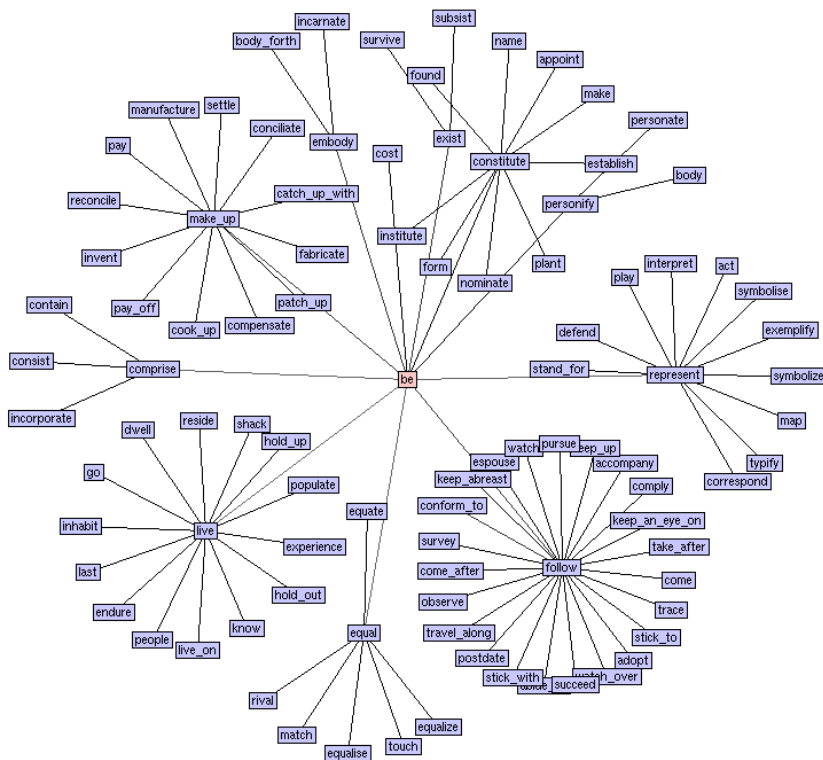 incarnate
body_forth
survive
subsist
name
found
appoint
make
manufacture
settle
conciliate
embody
exist
constitute
personate
establish
body
personify
pay
reconcile
make_up
catch_up_with
cost
institute
invent
fabricate
form
nominate
plant
pay_off
cook_up
compensate
patch_up
contain
consist
comprise
incorporate
be
play
interpret
act
symbolise
defend
exemplify
stand_for
represent
symbolize
map
typify
correspond
dwell
reside
shack
hold_up
go
populate
inhabit
live
experience
last
hold_out
endure
people
live_on
know
equate
equal
rival
match
equalise
touch
equalize
watch
pursue
espouse
accompany
keep_abreast
comply
conform_to
keep_an_eye_on
survey
take_after
come_after
follow
come
observe
trace
travel_along
stick_to
postdate
adopt
stick_with
succeed
watch_over